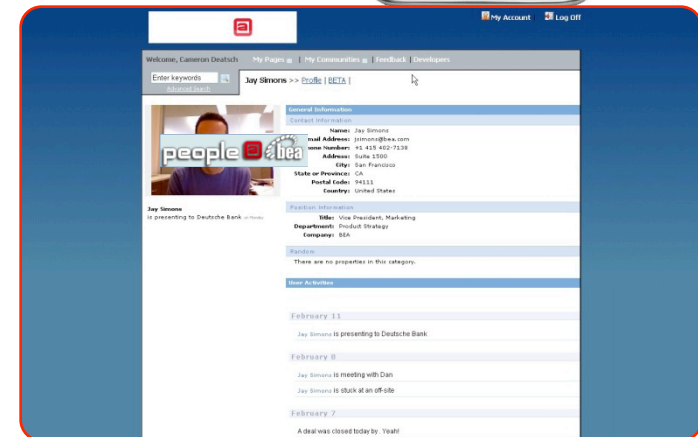 My Account | Log Off
Welcome, Cameron Deutsch My Pages | My Communities | Feedback | Developers
Enter keywords
Advanced Search
Jay Simons >> Profile | BETA |
General Information
Contact Information
Name: Jay Simons
mail Address: jsimons@bea.com
one Number: +1 415 402-7138
Address: Suite 1500
City: San Francisco
State or Province: CA
Postal Code: 94111
Country: United States
people a bea
Jay Simons
is presenting to Deutsche Bank
Position Information
Title: Vice President, Marketing
Department: Product Strategy
Company: BEA
Random
There are no properties in this category.
User Activities
February 11
Jay Simons is presenting to Deutsche Bank
February 8
Jay Simons is meeting with Dan
Jay Simons is stuck at an off-site
February 7
A deal was closed today by. Yeah!